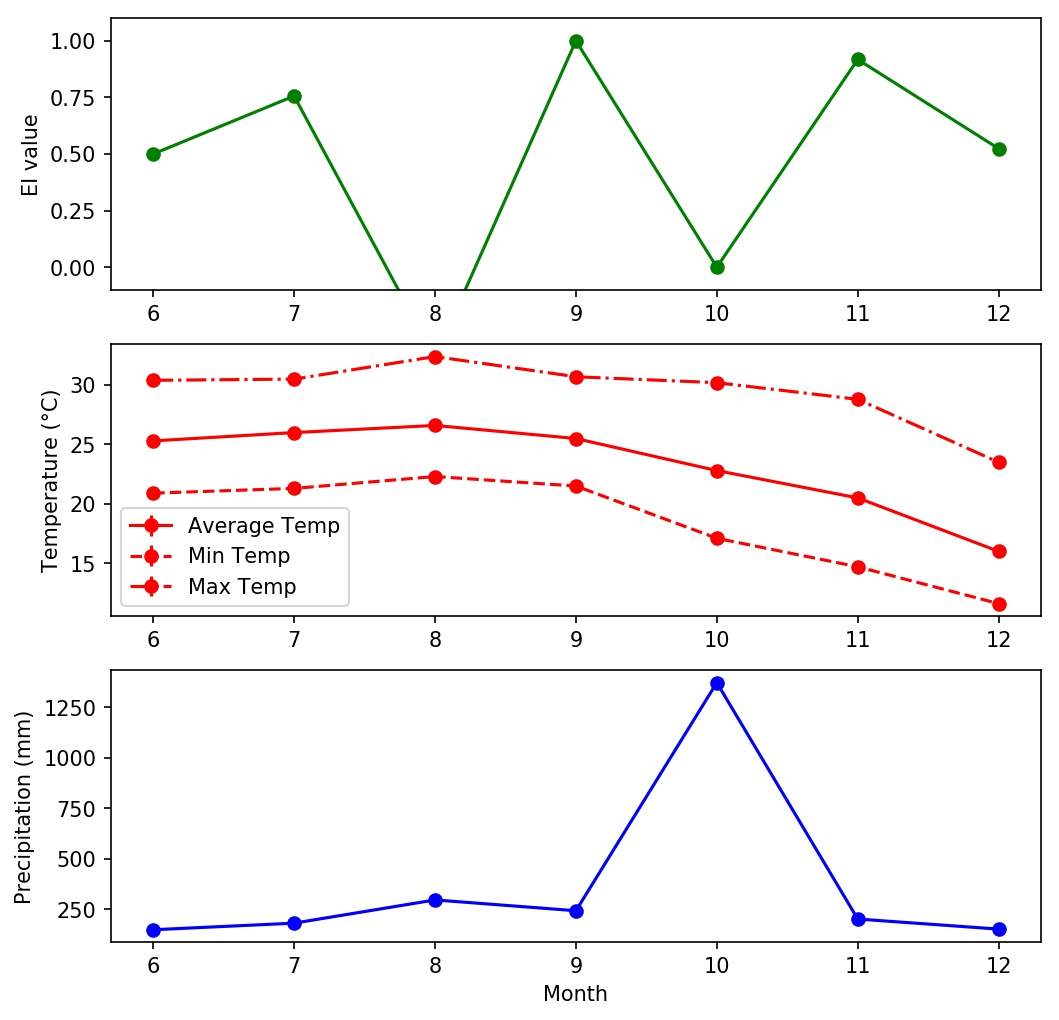 1.00
0.75
0.50
0.25
0.00
EI value
6 7 8 9 10 11 12
30
25
20
15
Temperature (°C)
Average Temp
Min Temp
Max Temp
6 7 8 9 10 11 12
1250
1000
750
500
250
Precipitation (mm)
6 7 8 9 10 11 12
Month